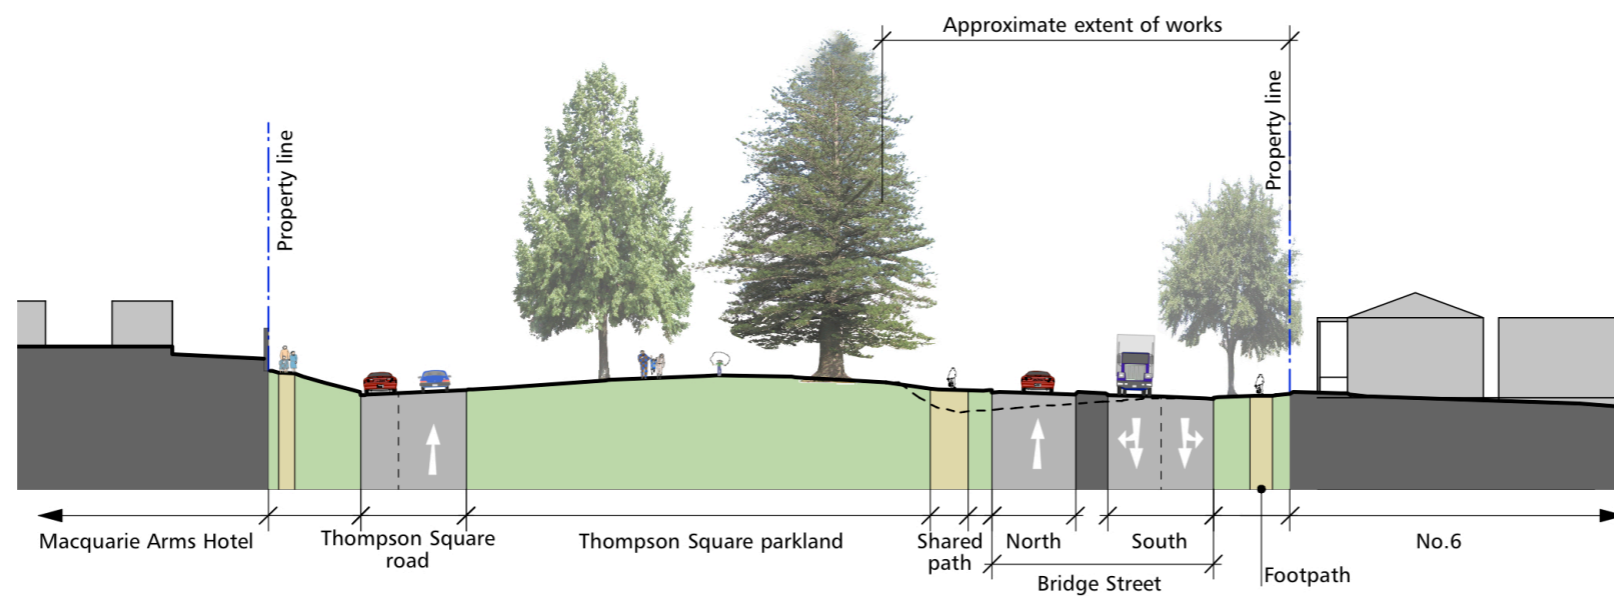 Approximate extent of works
Property line
Property line
Macquarie Arms Hotel
Thompson Square
road
Thompson Square parkland
Shared
path
North
South
No.6
Bridge Street
Footpath